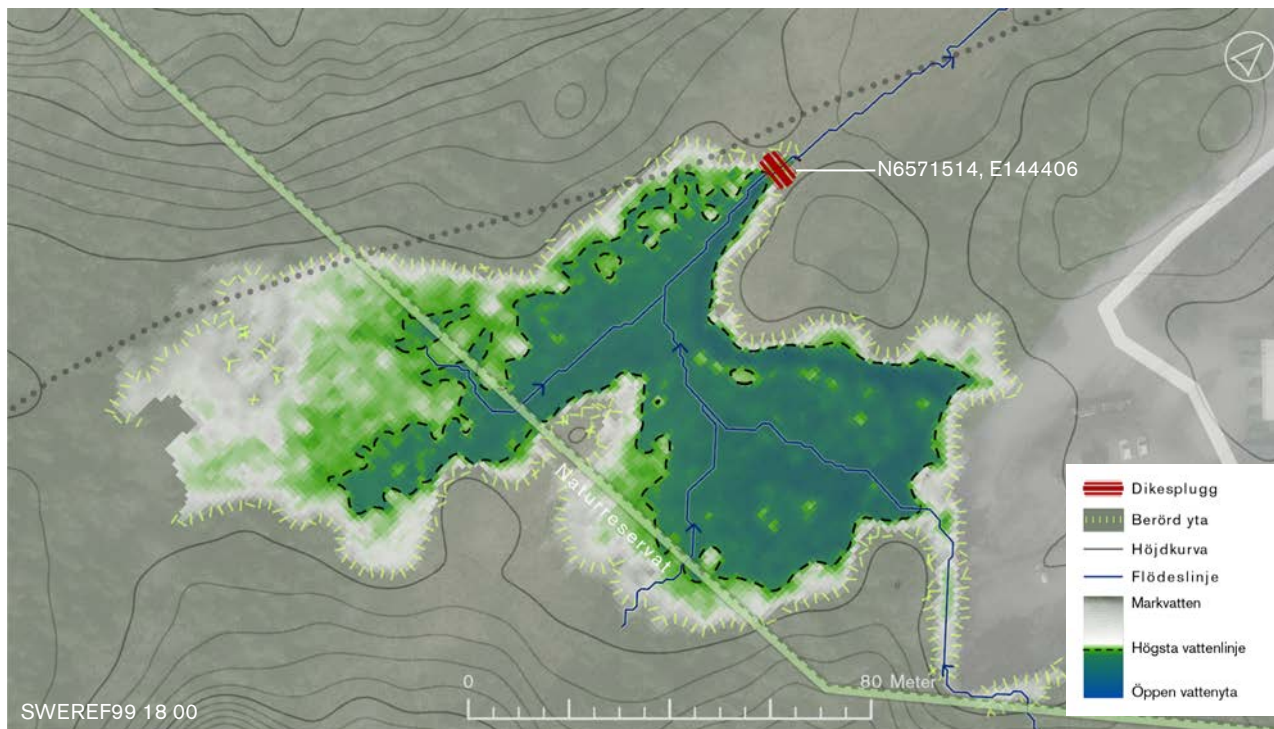 N6571514, E144406
Naturreservat
0
80 Meter
SWEREF99 18 00
Dikesplugg
Berörd yta
Höjdkurva
Flödeslinje
Markvatten
Högsta vattenlinje
Öppen vattenyta